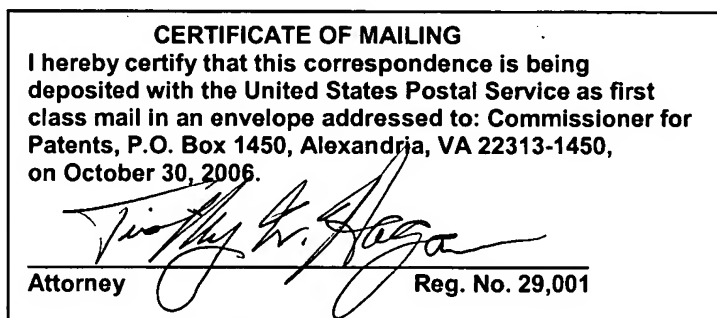 CERTIFICATE OF MAILING
I hereby certify that this correspondence is being
deposited with the United States Postal Service as first
class mail in an envelope addressed to: Commissioner for
Patents, P.O. Box 1450, Alexandria, VA 22313-1450,
on October 30, 2006.
Timothy W. Hagan
Attorney Reg. No. 29,001